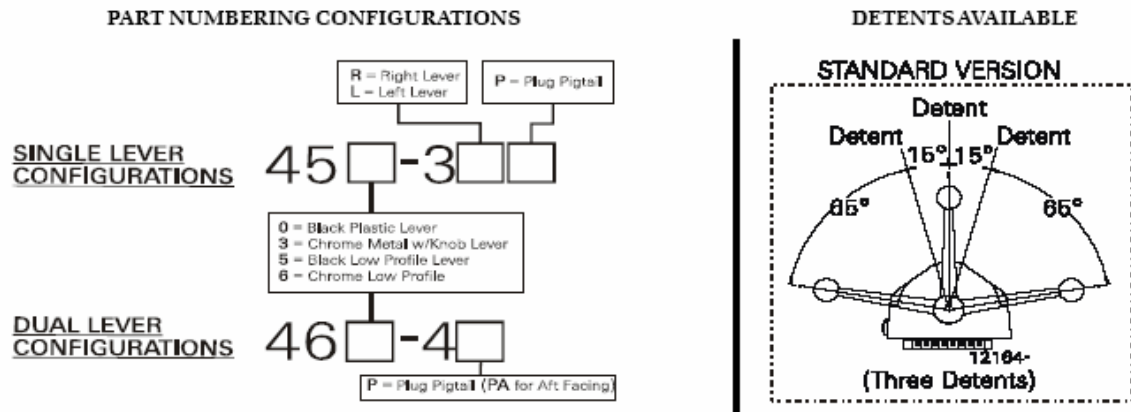 PART NUMBERING CONFIGURATIONS
R = Right Lever
L = Left Lever
P = Plug Pigtail
SINGLE LEVER
CONFIGURATIONS
45 -3
0 = Black Plastic Lever
3 = Chrome Metal w/Knob Lever
5 = Black Low Profile Lever
6 = Chrome Low Profile
DUAL LEVER
CONFIGURATIONS
46 -4
P = Plug Pigtail (PA for Aft Facing)
DETENTS AVAILABLE
STANDARD VERSION
Detent
Detent Detent
15° 15°
65° 65°
12164-
(Three Detents)